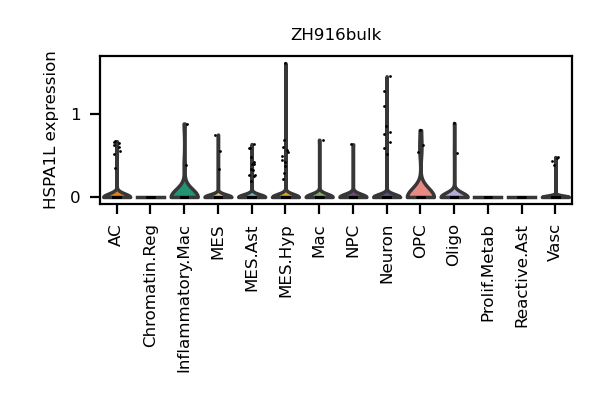 ZH916bulk
HSPA1L expression
1
0
AC
Chromatin.Reg
Inflammatory.Mac
MES
MES.Ast
MES.Hyp
Mac
NPC
Neuron
OPC
Oligo
Prolif.Metab
Reactive.Ast
Vasc